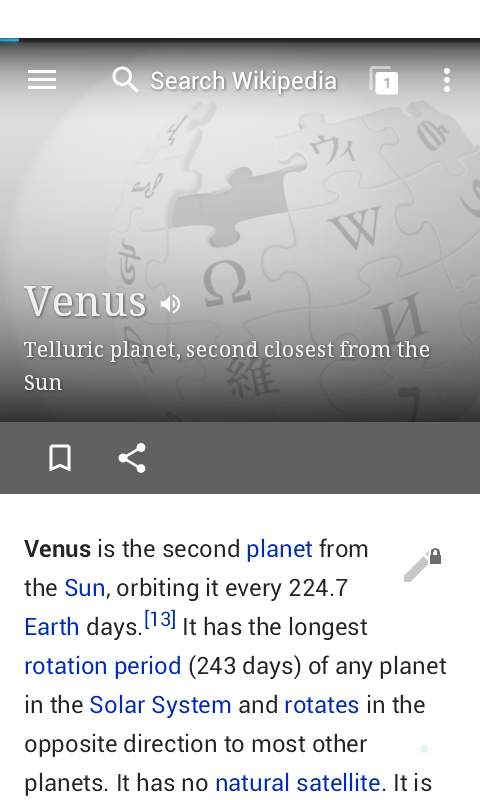 Search Wikipedia
1
Venus
Telluric planet, second closest from the
Sun
Venus is the second planet from
the Sun, orbiting it every 224.7
Earth days.[13] It has the longest
rotation period (243 days) of any planet
in the Solar System and rotates in the
opposite direction to most other
planets. It has no natural satellite. It is